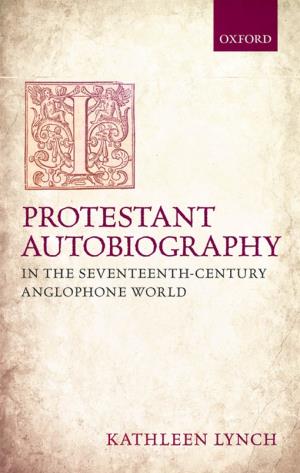 OXFORD
I
PROTESTANT
AUTOBIOGRAPHY
IN THE SEVENTEENTH-CENTURY
ANGLOPHONE WORLD
KATHLEEN LYNCH